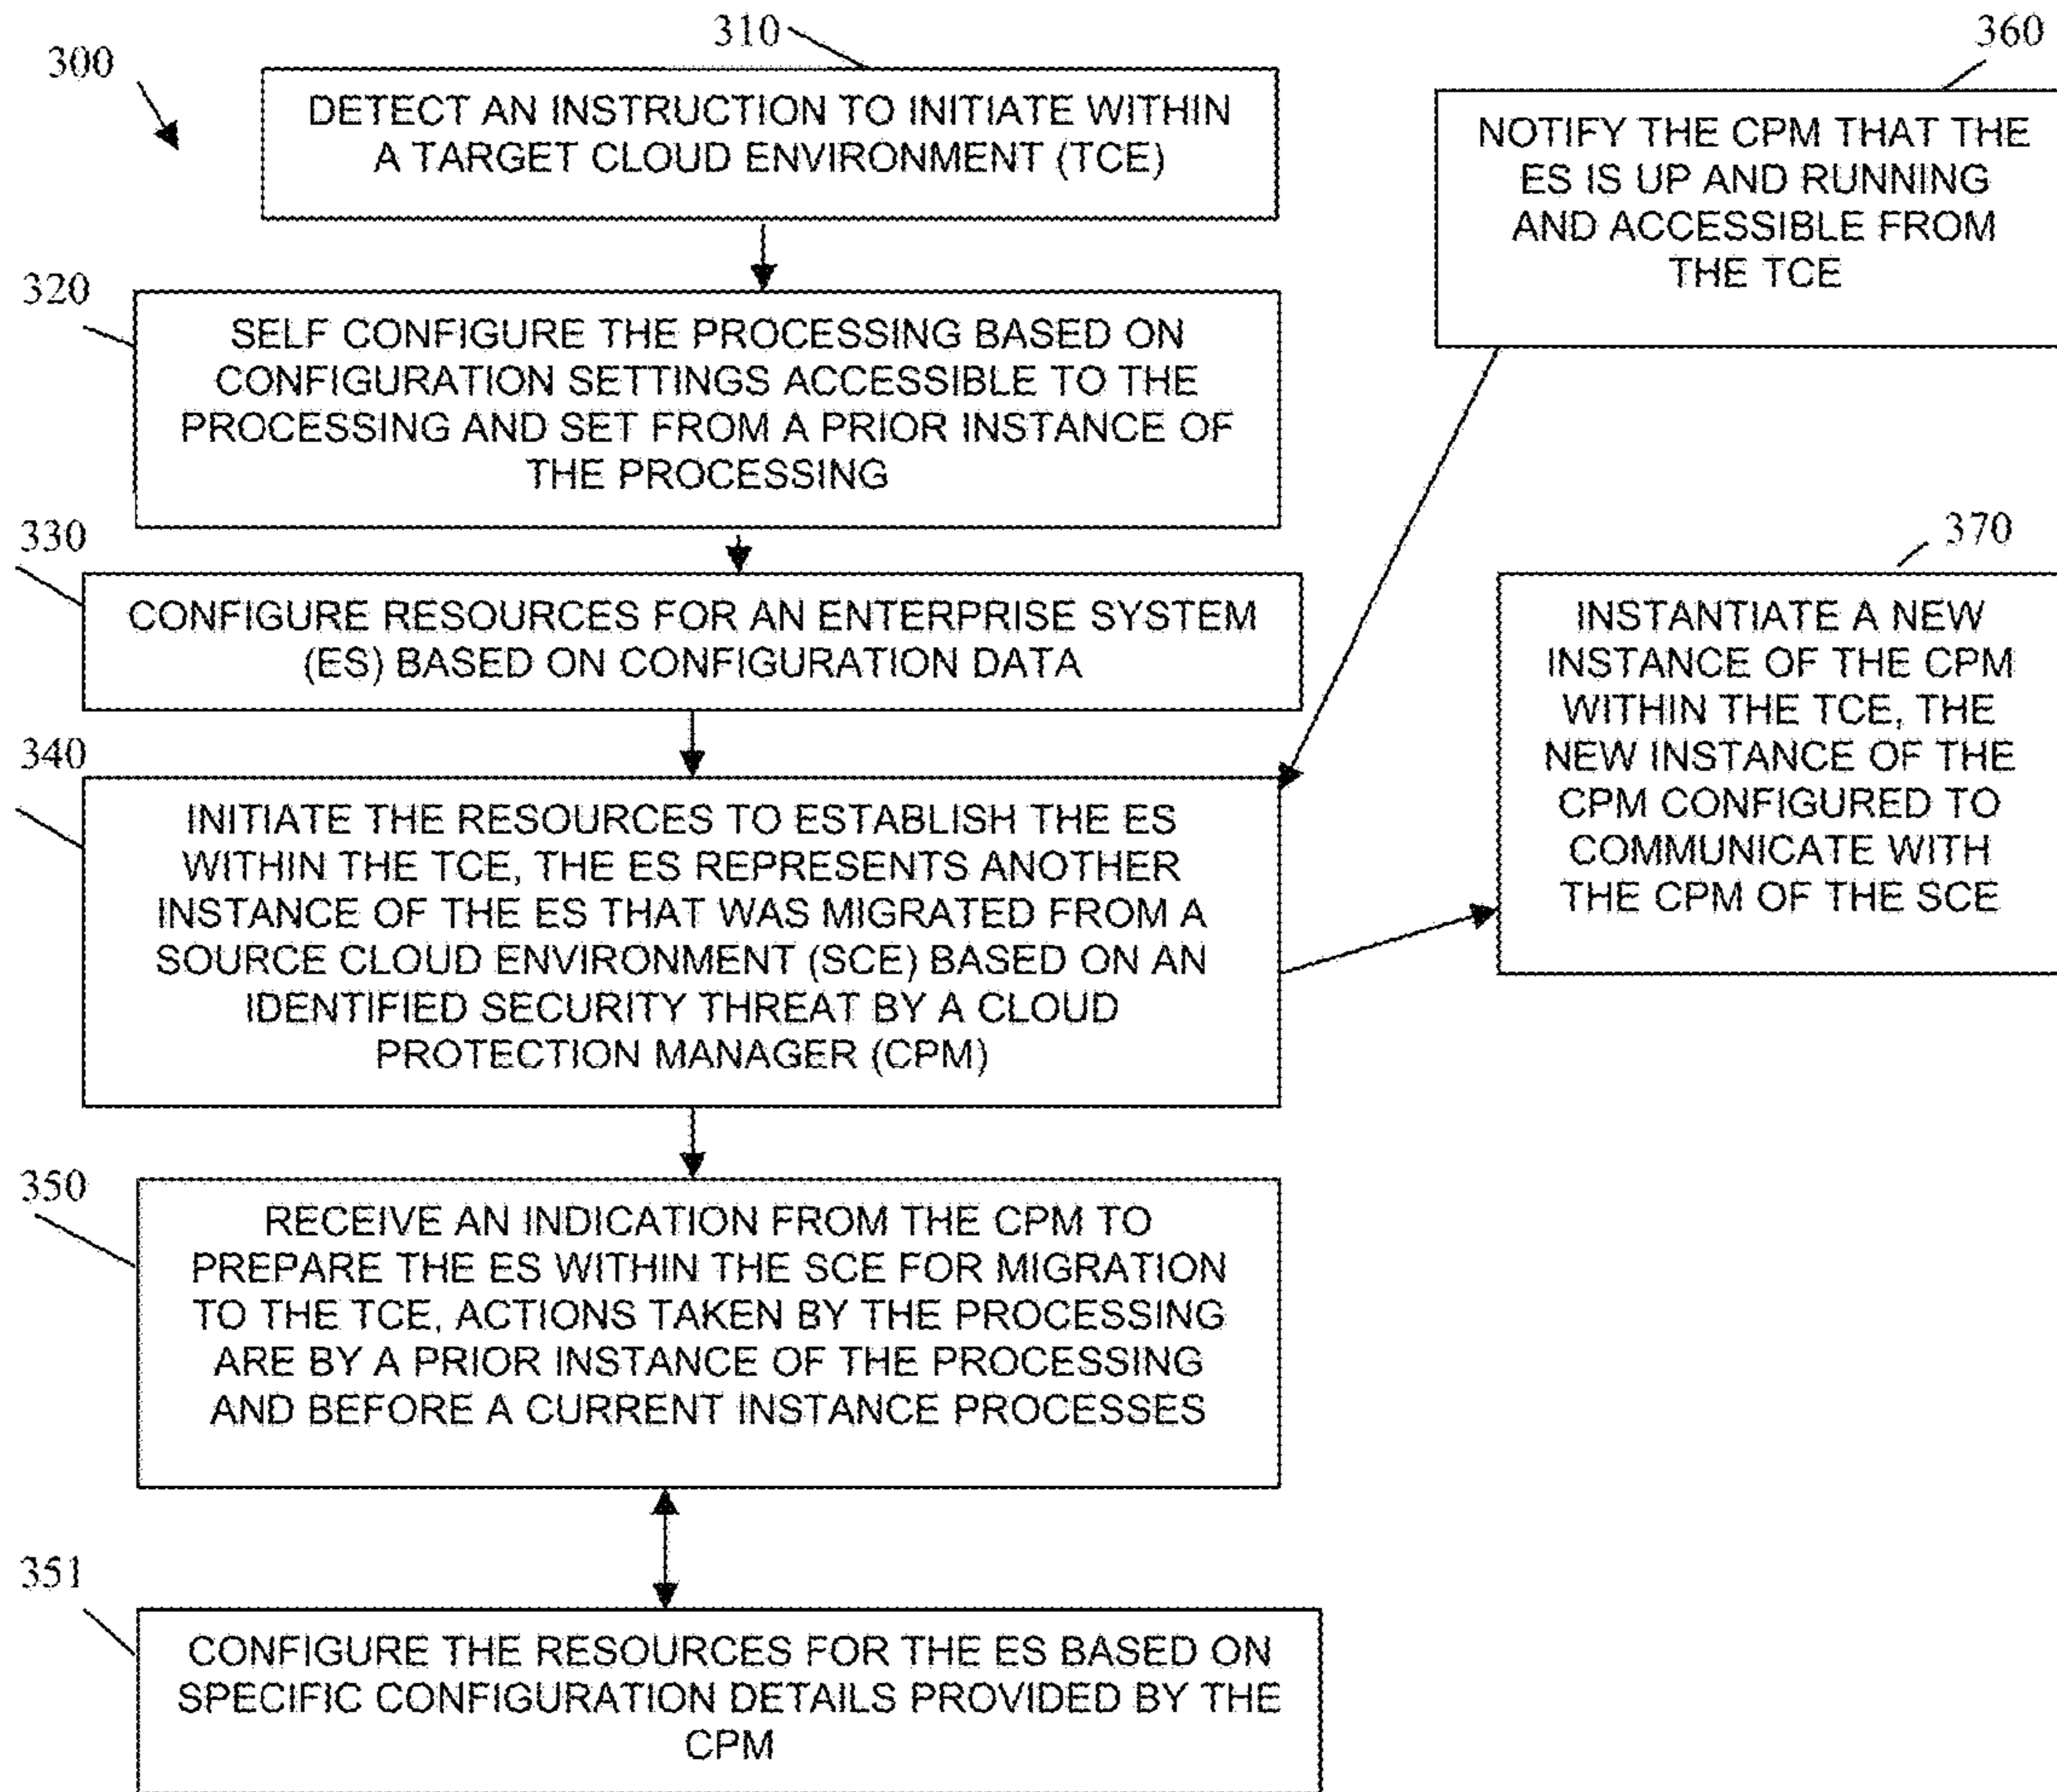 300
310
DETECT AN INSTRUCTION TO INITIATE WITHIN
A TARGET CLOUD ENVIRONMENT (TCE)
320
SELF CONFIGURE THE PROCESSING BASED ON
CONFIGURATION SETTINGS ACCESSIBLE TO THE
PROCESSING AND SET FROM A PRIOR INSTANCE OF
THE PROCESSING
330
CONFIGURE RESOURCES FOR AN ENTERPRISE SYSTEM
(ES) BASED ON CONFIGURATION DATA
340
INITIATE THE RESOURCES TO ESTABLISH THE ES
WITHIN THE TCE, THE ES REPRESENTS ANOTHER
INSTANCE OF THE ES THAT WAS MIGRATED FROM A
SOURCE CLOUD ENVIRONMENT (SCE) BASED ON AN
IDENTIFIED SECURITY THREAT BY A CLOUD
PROTECTION MANAGER (CPM)
350
RECEIVE AN INDICATION FROM THE CPM TO
PREPARE THE ES WITHIN THE SCE FOR MIGRATION
TO THE TCE, ACTIONS TAKEN BY THE PROCESSING
ARE BY A PRIOR INSTANCE OF THE PROCESSING
AND BEFORE A CURRENT INSTANCE PROCESSES
351
CONFIGURE THE RESOURCES FOR THE ES BASED ON
SPECIFIC CONFIGURATION DETAILS PROVIDED BY THE
CPM
360
NOTIFY THE CPM THAT THE
ES IS UP AND RUNNING
AND ACCESSIBLE FROM
THE TCE
370
INSTANTIATE A NEW
INSTANCE OF THE CPM
WITHIN THE TCE, THE
NEW INSTANCE OF THE
CPM CONFIGURED TO
COMMUNICATE WITH
THE CPM OF THE SCE